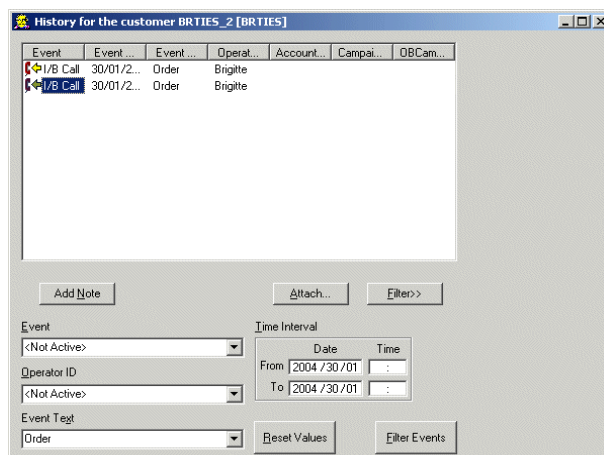 History for the customer BRTIES_2 [BRTIES]
Event Event ... Event ... Operat... Account... Campai... OBCam...
I/B Call 30/01/2... Order Brigitte
I/B Call 30/01/2... Order Brigitte
Add Note Attach... Filter>>
Event Time Interval
<Not Active> Date Time
Operator ID From 2004 /30 /01 :
<Not Active> To 2004 /30 /01 :
Event Text
Order Reset Values Filter Events